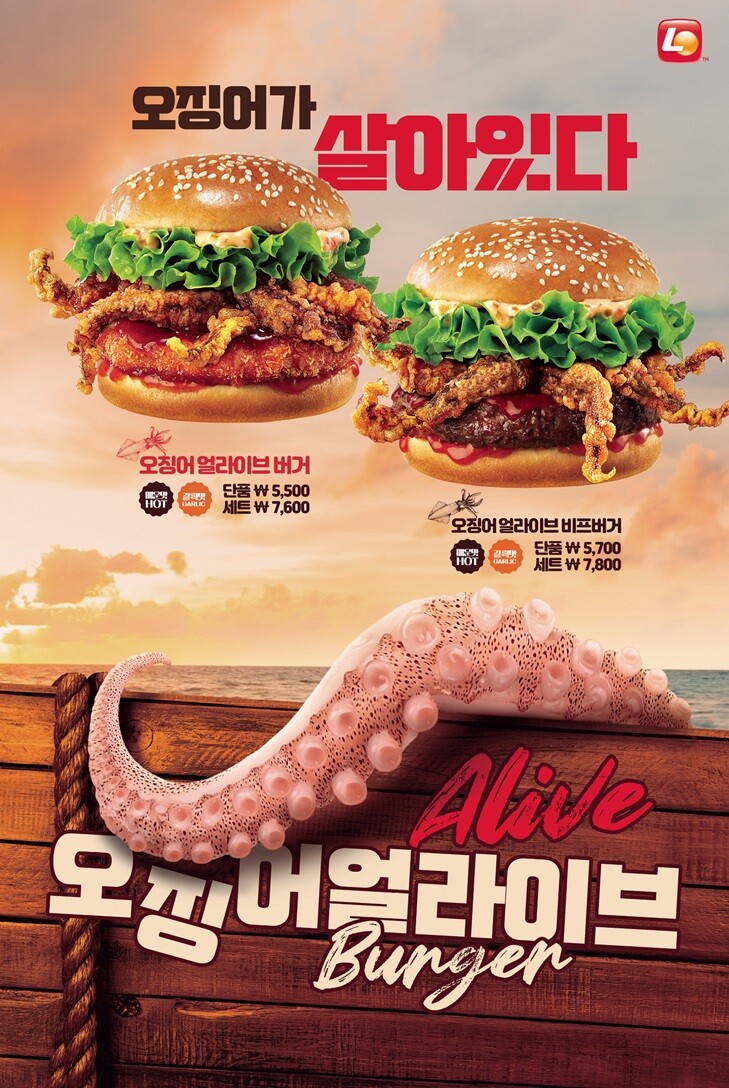 LO
TM
오징어가
살아있다
오징어 얼라이브 버거
매운맛 HOT 갈릭맛 GARLIC
단품 ₩ 5,500
세트 ₩ 7,600
오징어 얼라이브 비프버거
매운맛 HOT 갈릭맛 GARLIC
단품 ₩ 5,700
세트 ₩ 7,800
Alive
오징어얼라이브
Burger